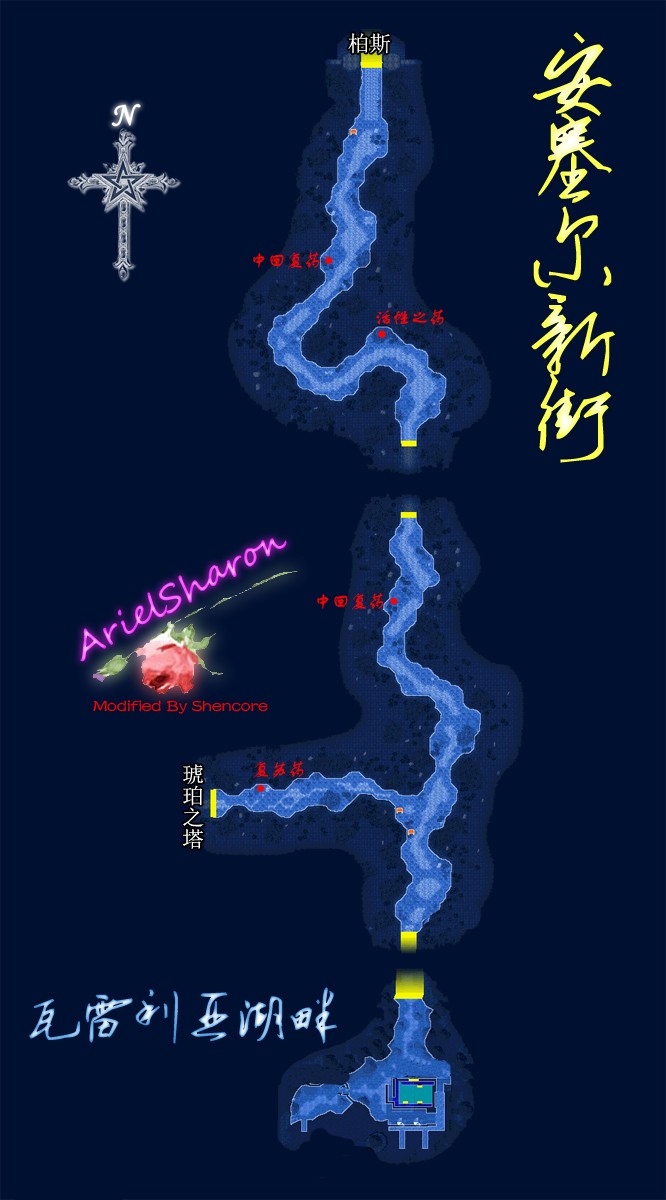 柏斯
安塞尔新街
N
中回复药
活性之药
ArielSharon
中回复药
Modified By Shencore
复苏药
琥珀之塔
瓦雷利亚湖畔